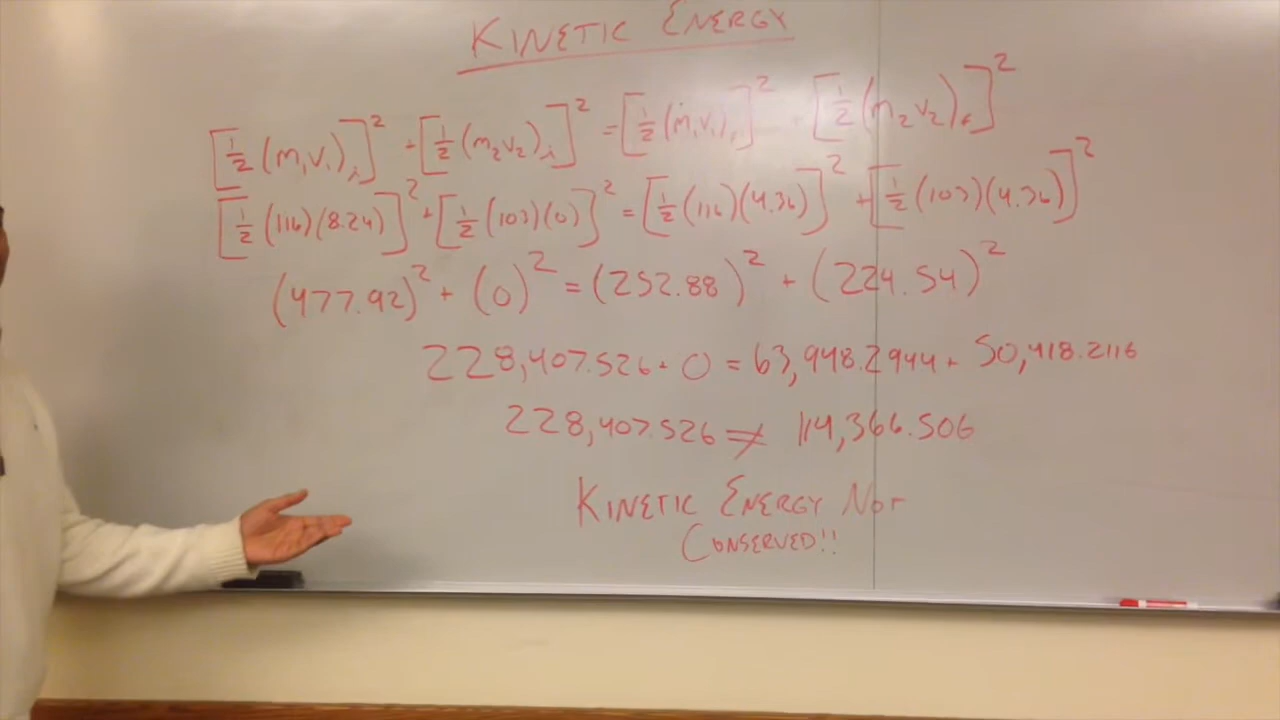 KINETIC ENERGY
[1/2 (m₁v₁)ᵢ]² + [1/2 (m₂v₂)ᵢ]² = [1/2 (m₁v₁)f]² + [1/2 (m₂v₂)f]²
[1/2 (116)(8.24)]² + [1/2 (103)(0)]² = [1/2 (116)(4.36)]² + [1/2 (103)(4.36)]²
(477.92)² + (0)² = (252.88)² + (224.54)²
228,407.526 + 0 = 63,948.2944 + 50,418.2116
228,407.526 ≠ 114,366.506
KINETIC ENERGY NOT
CONSERVED!!